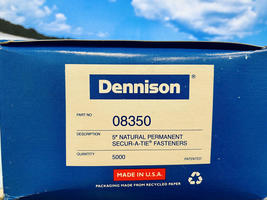 Dennison®
PART NO
08350
DESCRIPTION
5" NATURAL PERMANENT
SECUR-A-TIE® FASTENERS
QUANTITY
5000
PATENTED
MADE IN U.S.A.
PACKAGING MADE FROM RECYCLED PAPER